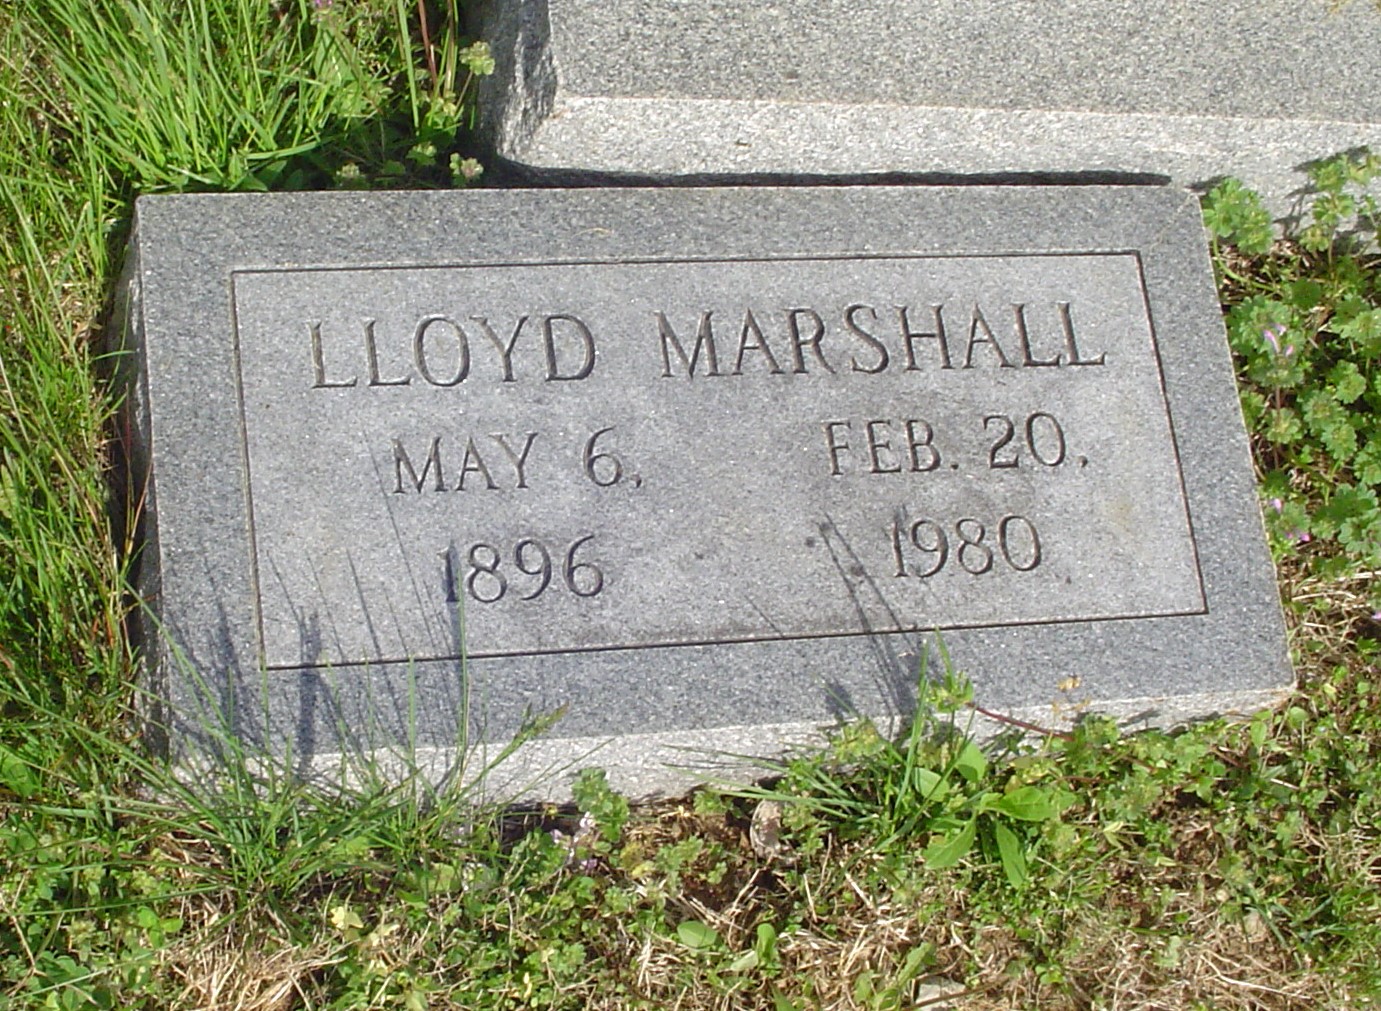 LLOYD MARSHALL
MAY 6, FEB. 20,
1896 1980